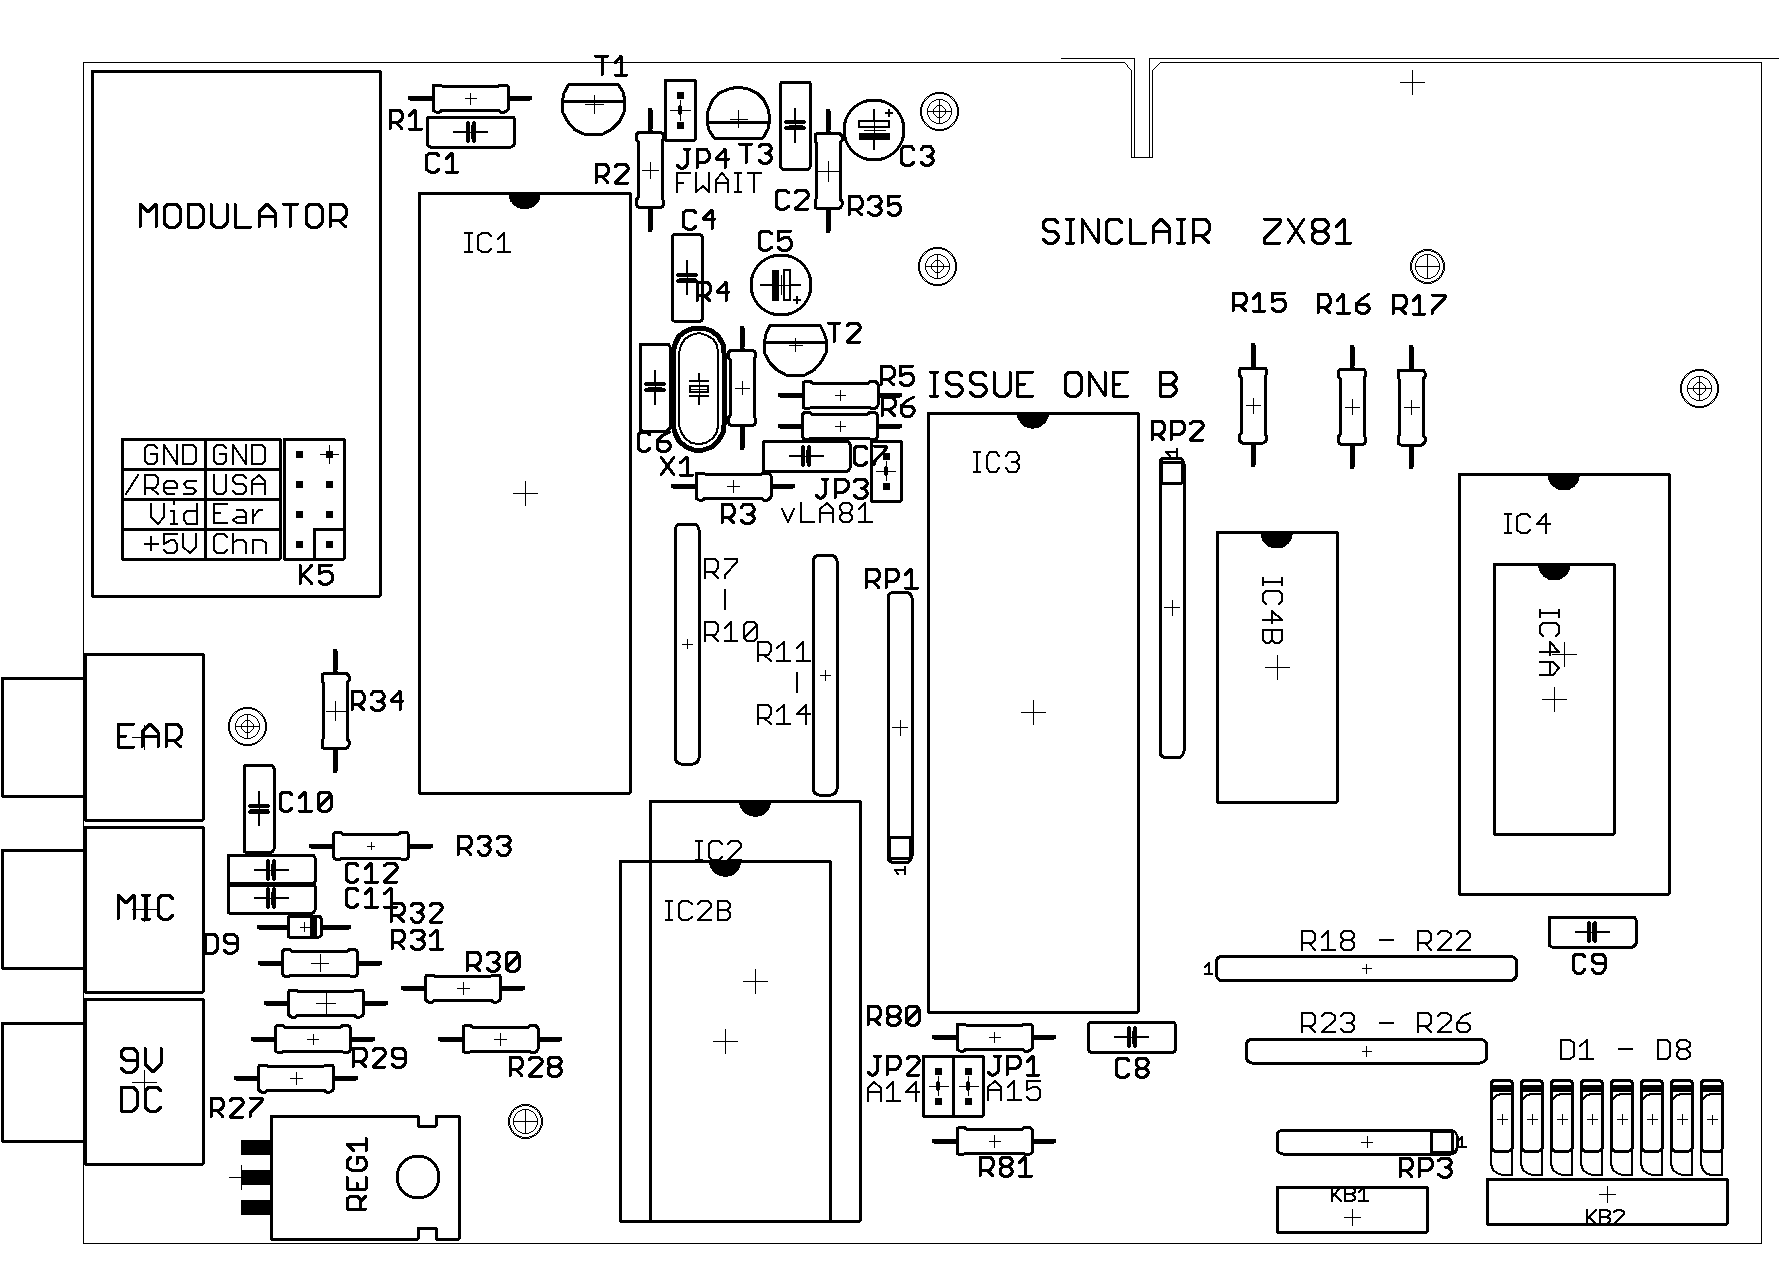 T1
R1
C1
R2
JP4
FWAIT
T3
C2
R35
C3
+
MODULATOR
IC1
C4
R4
C5
+
T2
SINCLAIR ZX81
R15
R16
R17
R5
R6
ISSUE ONE B
C6
X1
C7
JP3
vLA81
R3
RP2
1
IC3
IC4
GND GND
/Res USA
Vid Ear
+5V Chn
K5
R7
-
R10
R11
-
R14
RP1
1
IC4B
IC4A
EAR
R34
C10
R33
C12
C11
R32
R31
MIC
D9
R30
IC2
IC2B
R18 - R22
1
C9
R23 - R26
R80
JP2
A14
JP1
A15
C8
D1 - D8
9V
DC
R29
R28
R27
REG1
R81
1
RP3
KB1
KB2